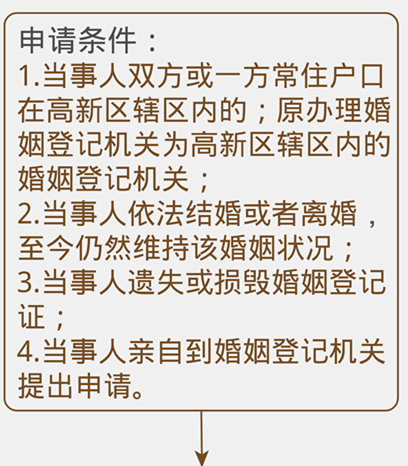 申请条件：
1.当事人双方或一方常住户口
在高新区辖区内的；原办理婚
姻登记机关为高新区辖区内的
婚姻登记机关；
2.当事人依法结婚或者离婚，
至今仍然维持该婚姻状况；
3.当事人遗失或损毁婚姻登记
证；
4.当事人亲自到婚姻登记机关
提出申请。